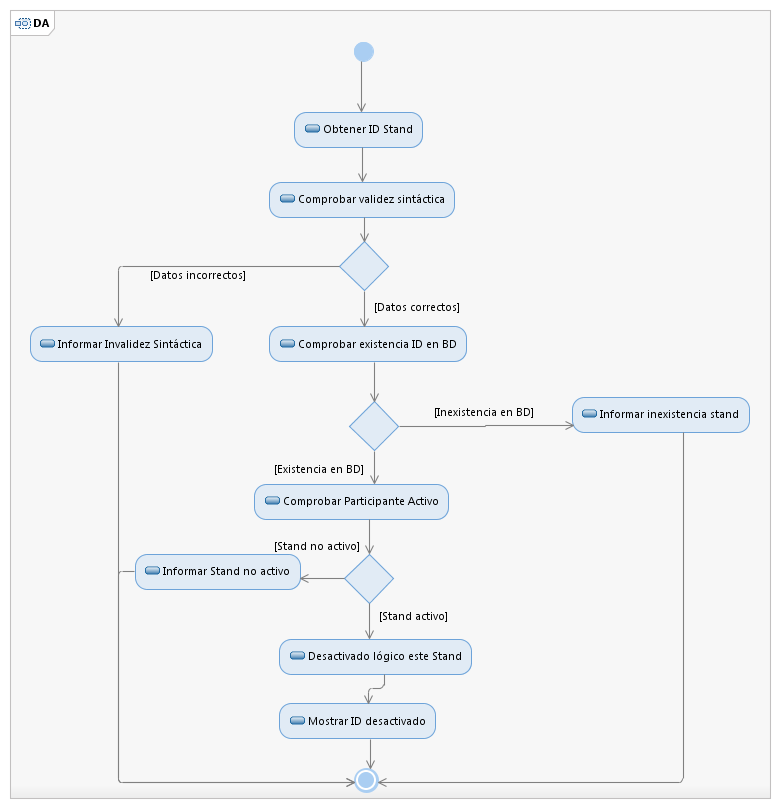 DA
Obtener ID Stand
Comprobar validez sintáctica
[Datos incorrectos]
[Datos correctos]
Informar Invalidez Sintáctica
Comprobar existencia ID en BD
[Inexistencia en BD]
Informar inexistencia stand
[Existencia en BD]
Comprobar Participante Activo
[Stand no activo]
Informar Stand no activo
[Stand activo]
Desactivado lógico este Stand
Mostrar ID desactivado